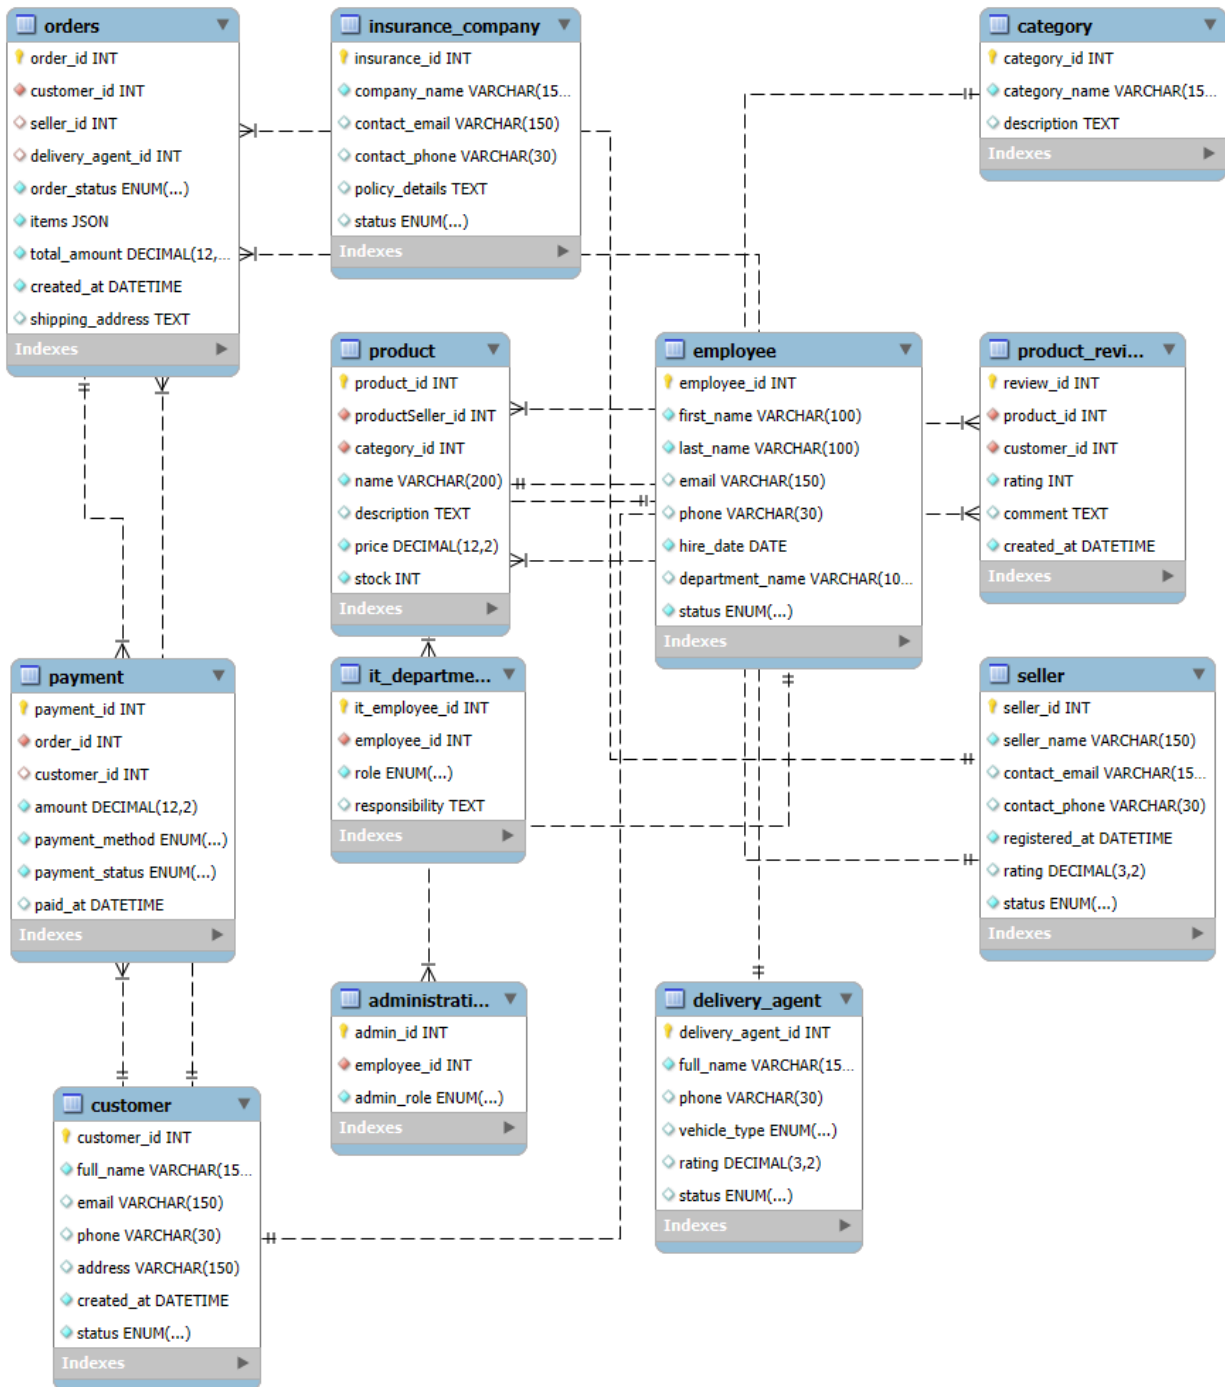 orders
order_id INT
customer_id INT
seller_id INT
delivery_agent_id INT
order_status ENUM(...)
items JSON
total_amount DECIMAL(12,...
created_at DATETIME
shipping_address TEXT
Indexes
insurance_company
insurance_id INT
company_name VARCHAR(15...
contact_email VARCHAR(150)
contact_phone VARCHAR(30)
policy_details TEXT
status ENUM(...)
Indexes
category
category_id INT
category_name VARCHAR(15...
description TEXT
Indexes
product
product_id INT
productSeller_id INT
category_id INT
name VARCHAR(200)
description TEXT
price DECIMAL(12,2)
stock INT
Indexes
employee
employee_id INT
first_name VARCHAR(100)
last_name VARCHAR(100)
email VARCHAR(150)
phone VARCHAR(30)
hire_date DATE
department_name VARCHAR(10...
status ENUM(...)
Indexes
product_revi...
review_id INT
product_id INT
customer_id INT
rating INT
comment TEXT
created_at DATETIME
Indexes
payment
payment_id INT
order_id INT
customer_id INT
amount DECIMAL(12,2)
payment_method ENUM(...)
payment_status ENUM(...)
paid_at DATETIME
Indexes
it_departme...
it_employee_id INT
employee_id INT
role ENUM(...)
responsibility TEXT
Indexes
seller
seller_id INT
seller_name VARCHAR(150)
contact_email VARCHAR(15...
contact_phone VARCHAR(30)
registered_at DATETIME
rating DECIMAL(3,2)
status ENUM(...)
Indexes
administrati...
admin_id INT
employee_id INT
admin_role ENUM(...)
Indexes
delivery_agent
delivery_agent_id INT
full_name VARCHAR(15...
phone VARCHAR(30)
vehicle_type ENUM(...)
rating DECIMAL(3,2)
status ENUM(...)
Indexes
customer
customer_id INT
full_name VARCHAR(15...
email VARCHAR(150)
phone VARCHAR(30)
address VARCHAR(150)
created_at DATETIME
status ENUM(...)
Indexes